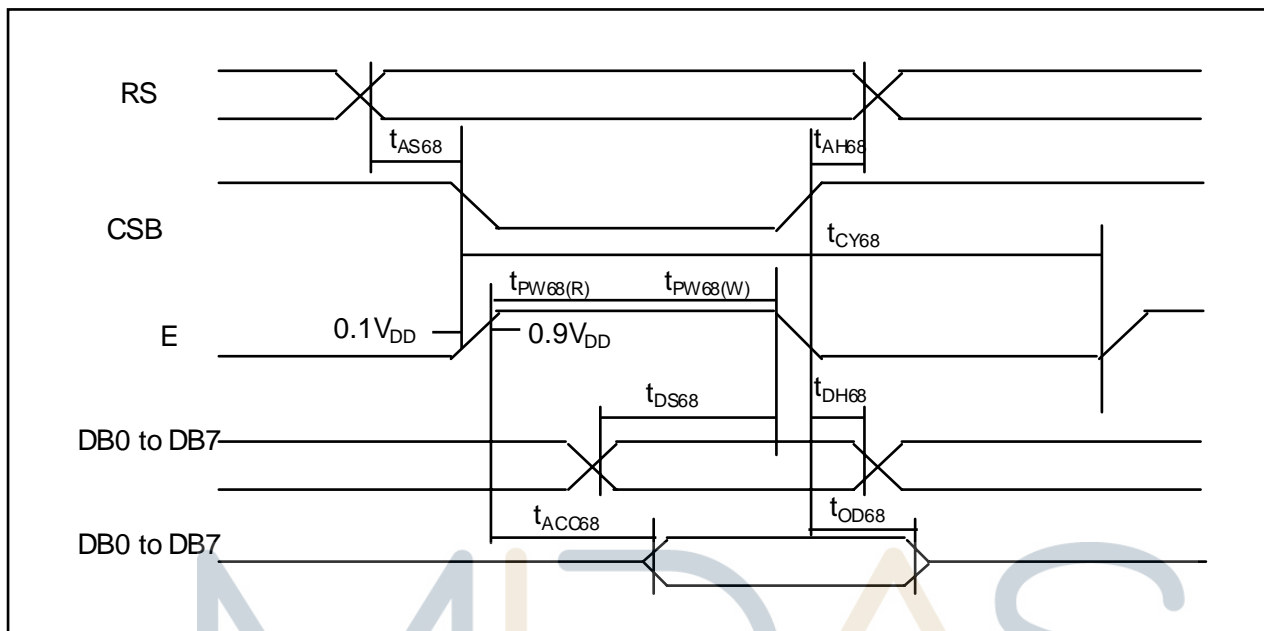 RS
tAS68
tAH68
CSB
tCY68
tPW68(R)
tPW68(W)
E
0.1VDD
0.9VDD
tDS68
tDH68
DB0 to DB7
tACC68
tOD68
DB0 to DB7
MIDAS